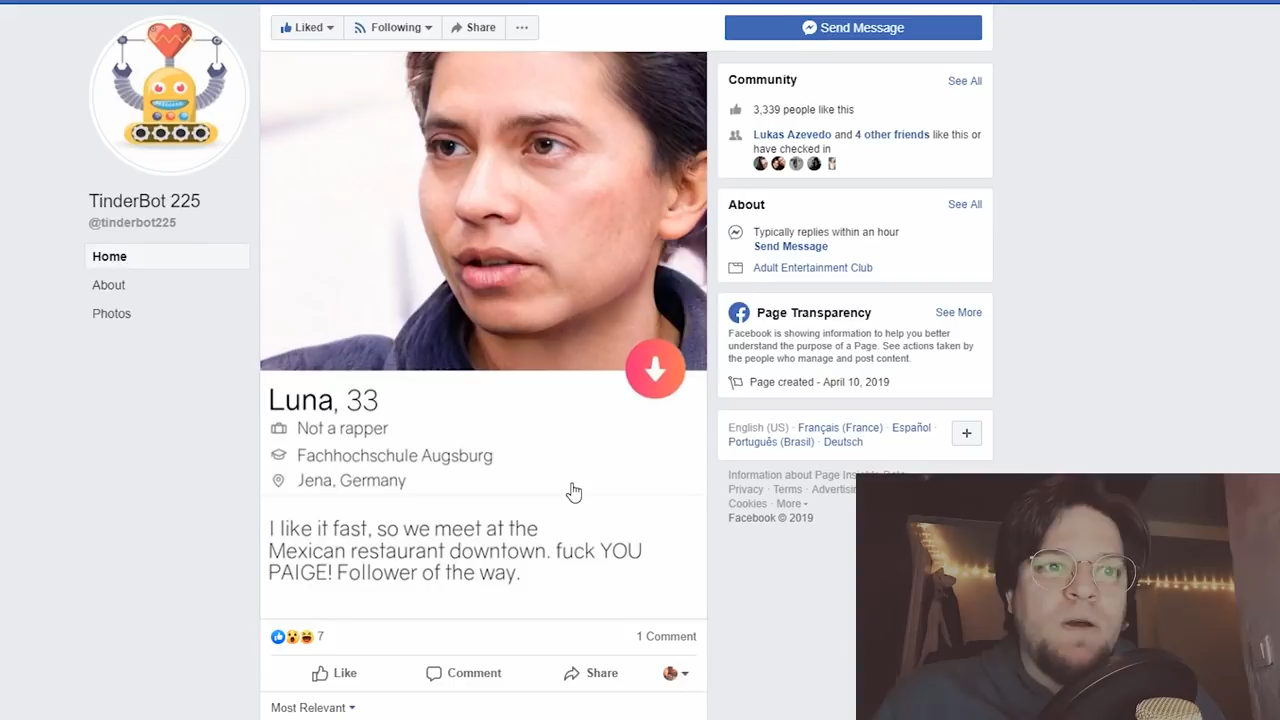 Liked
Following
Share
Send Message
TinderBot 225
@tinderbot225
Home
About
Photos
Luna, 33
Not a rapper
Fachhochschule Augsburg
Jena, Germany
I like it fast, so we meet at the
Mexican restaurant downtown. fuck YOU
PAIGE! Follower of the way.
7
1 Comment
Like
Comment
Share
Most Relevant
Community
See All
3,339 people like this
Lukas Azevedo and 4 other friends like this or
have checked in
About
See All
Typically replies within an hour
Send Message
Adult Entertainment Club
Page Transparency
See More
Facebook is showing information to help you better
understand the purpose of a Page. See actions taken by
the people who manage and post content.
Page created - April 10, 2019
English (US) · Français (France) · Español ·
Português (Brasil) · Deutsch
Information about Page
Privacy · Terms ·
Cookies · More
Facebook © 2019